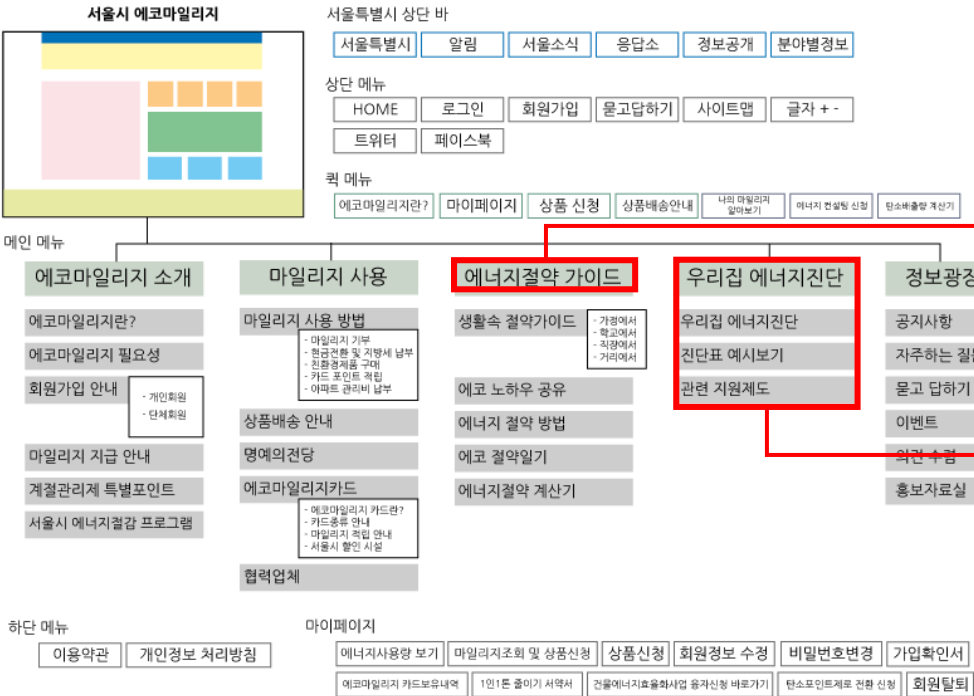 서울시 에코마일리지
서울특별시 상단 바
서울특별시 알림 서울소식 응답소 정보공개 분야별정보
상단 메뉴
HOME 로그인 회원가입 묻고답하기 사이트맵 글자 + -
트위터 페이스북
퀵 메뉴
에코마일리지란? 마이페이지 상품 신청 상품배송안내 나의 마일리지 알아보기 에너지 컨설팅 신청 탄소배출량 계산기
메인 메뉴
에코마일리지 소개
에코마일리지란?
에코마일리지 필요성
회원가입 안내
- 개인회원
- 단체회원
마일리지 지급 안내
계절관리제 특별포인트
서울시 에너지절감 프로그램
마일리지 사용
마일리지 사용 방법
- 마일리지 기부
- 현금전환 및 지방세 납부
- 친환경제품 구매
- 카드 포인트 적립
- 아파트 관리비 납부
상품배송 안내
명예의전당
에코마일리지카드
- 에코마일리지 카드란?
- 카드종류 안내
- 마일리지 적립 안내
- 서울시 할인 시설
협력업체
에너지절약 가이드
생활속 절약가이드
- 가정에서
- 학교에서
- 직장에서
- 거리에서
에코 노하우 공유
에너지 절약 방법
에코 절약일기
에너지절약 계산기
우리집 에너지진단
우리집 에너지진단
진단표 예시보기
관련 지원제도
정보광장
공지사항
자주하는 질문
묻고 답하기
이벤트
의견 수렴
홍보자료실
하단 메뉴
이용약관 개인정보 처리방침
마이페이지
에너지사용량 보기 마일리지조회 및 상품신청 상품신청 회원정보 수정 비밀번호변경 가입확인서
에코마일리지 카드보유내역 1인1톤 줄이기 서약서 건물에너지효율화사업 융자신청 바로가기 탄소포인트제로 전환 신청 회원탈퇴